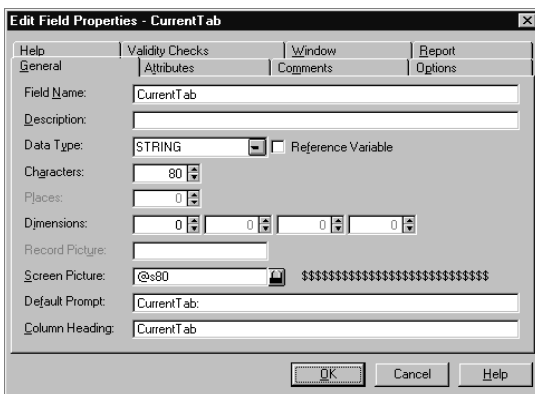 Edit Field Properties - CurrentTab
Help Validity Checks Window Report
General Attributes Comments Options
Field Name: CurrentTab
Description:
Data Type: STRING Reference Variable
Characters: 80
Places: 0
Dimensions: 0 0 0 0
Record Picture:
Screen Picture: @s80 $$$$$$$$$$$$$$$$$$$$$$$$$$$$$
Default Prompt: CurrentTab:
Column Heading: CurrentTab
OK Cancel Help